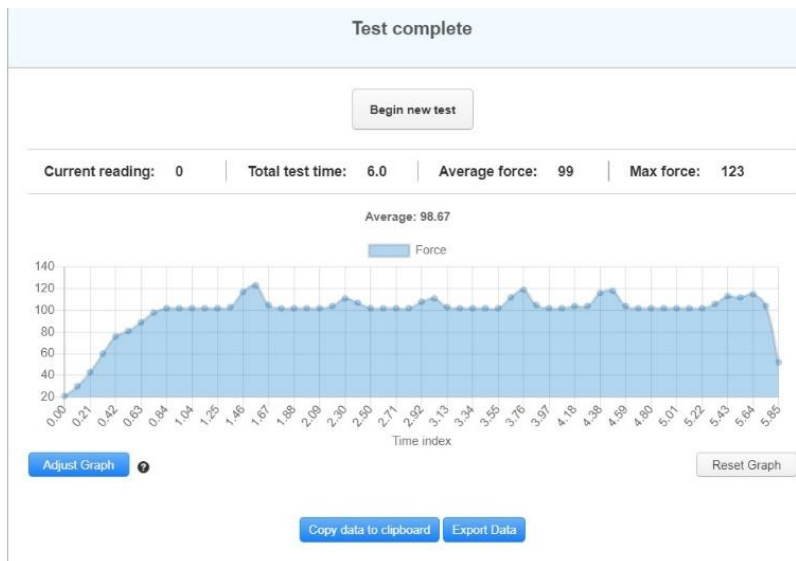 Test complete
Begin new test
Current reading: 0 Total test time: 6.0 Average force: 99 Max force: 123
Average: 98.67
Force
140
120
100
80
60
40
20
0.00 0.21 0.42 0.63 0.84 1.04 1.25 1.46 1.67 1.88 2.09 2.30 2.50 2.71 2.92 3.13 3.34 3.55 3.76 3.97 4.18 4.38 4.59 4.80 5.01 5.22 5.43 5.64 5.85
Time index
Adjust Graph ? Reset Graph
Copy data to clipboard Export Data